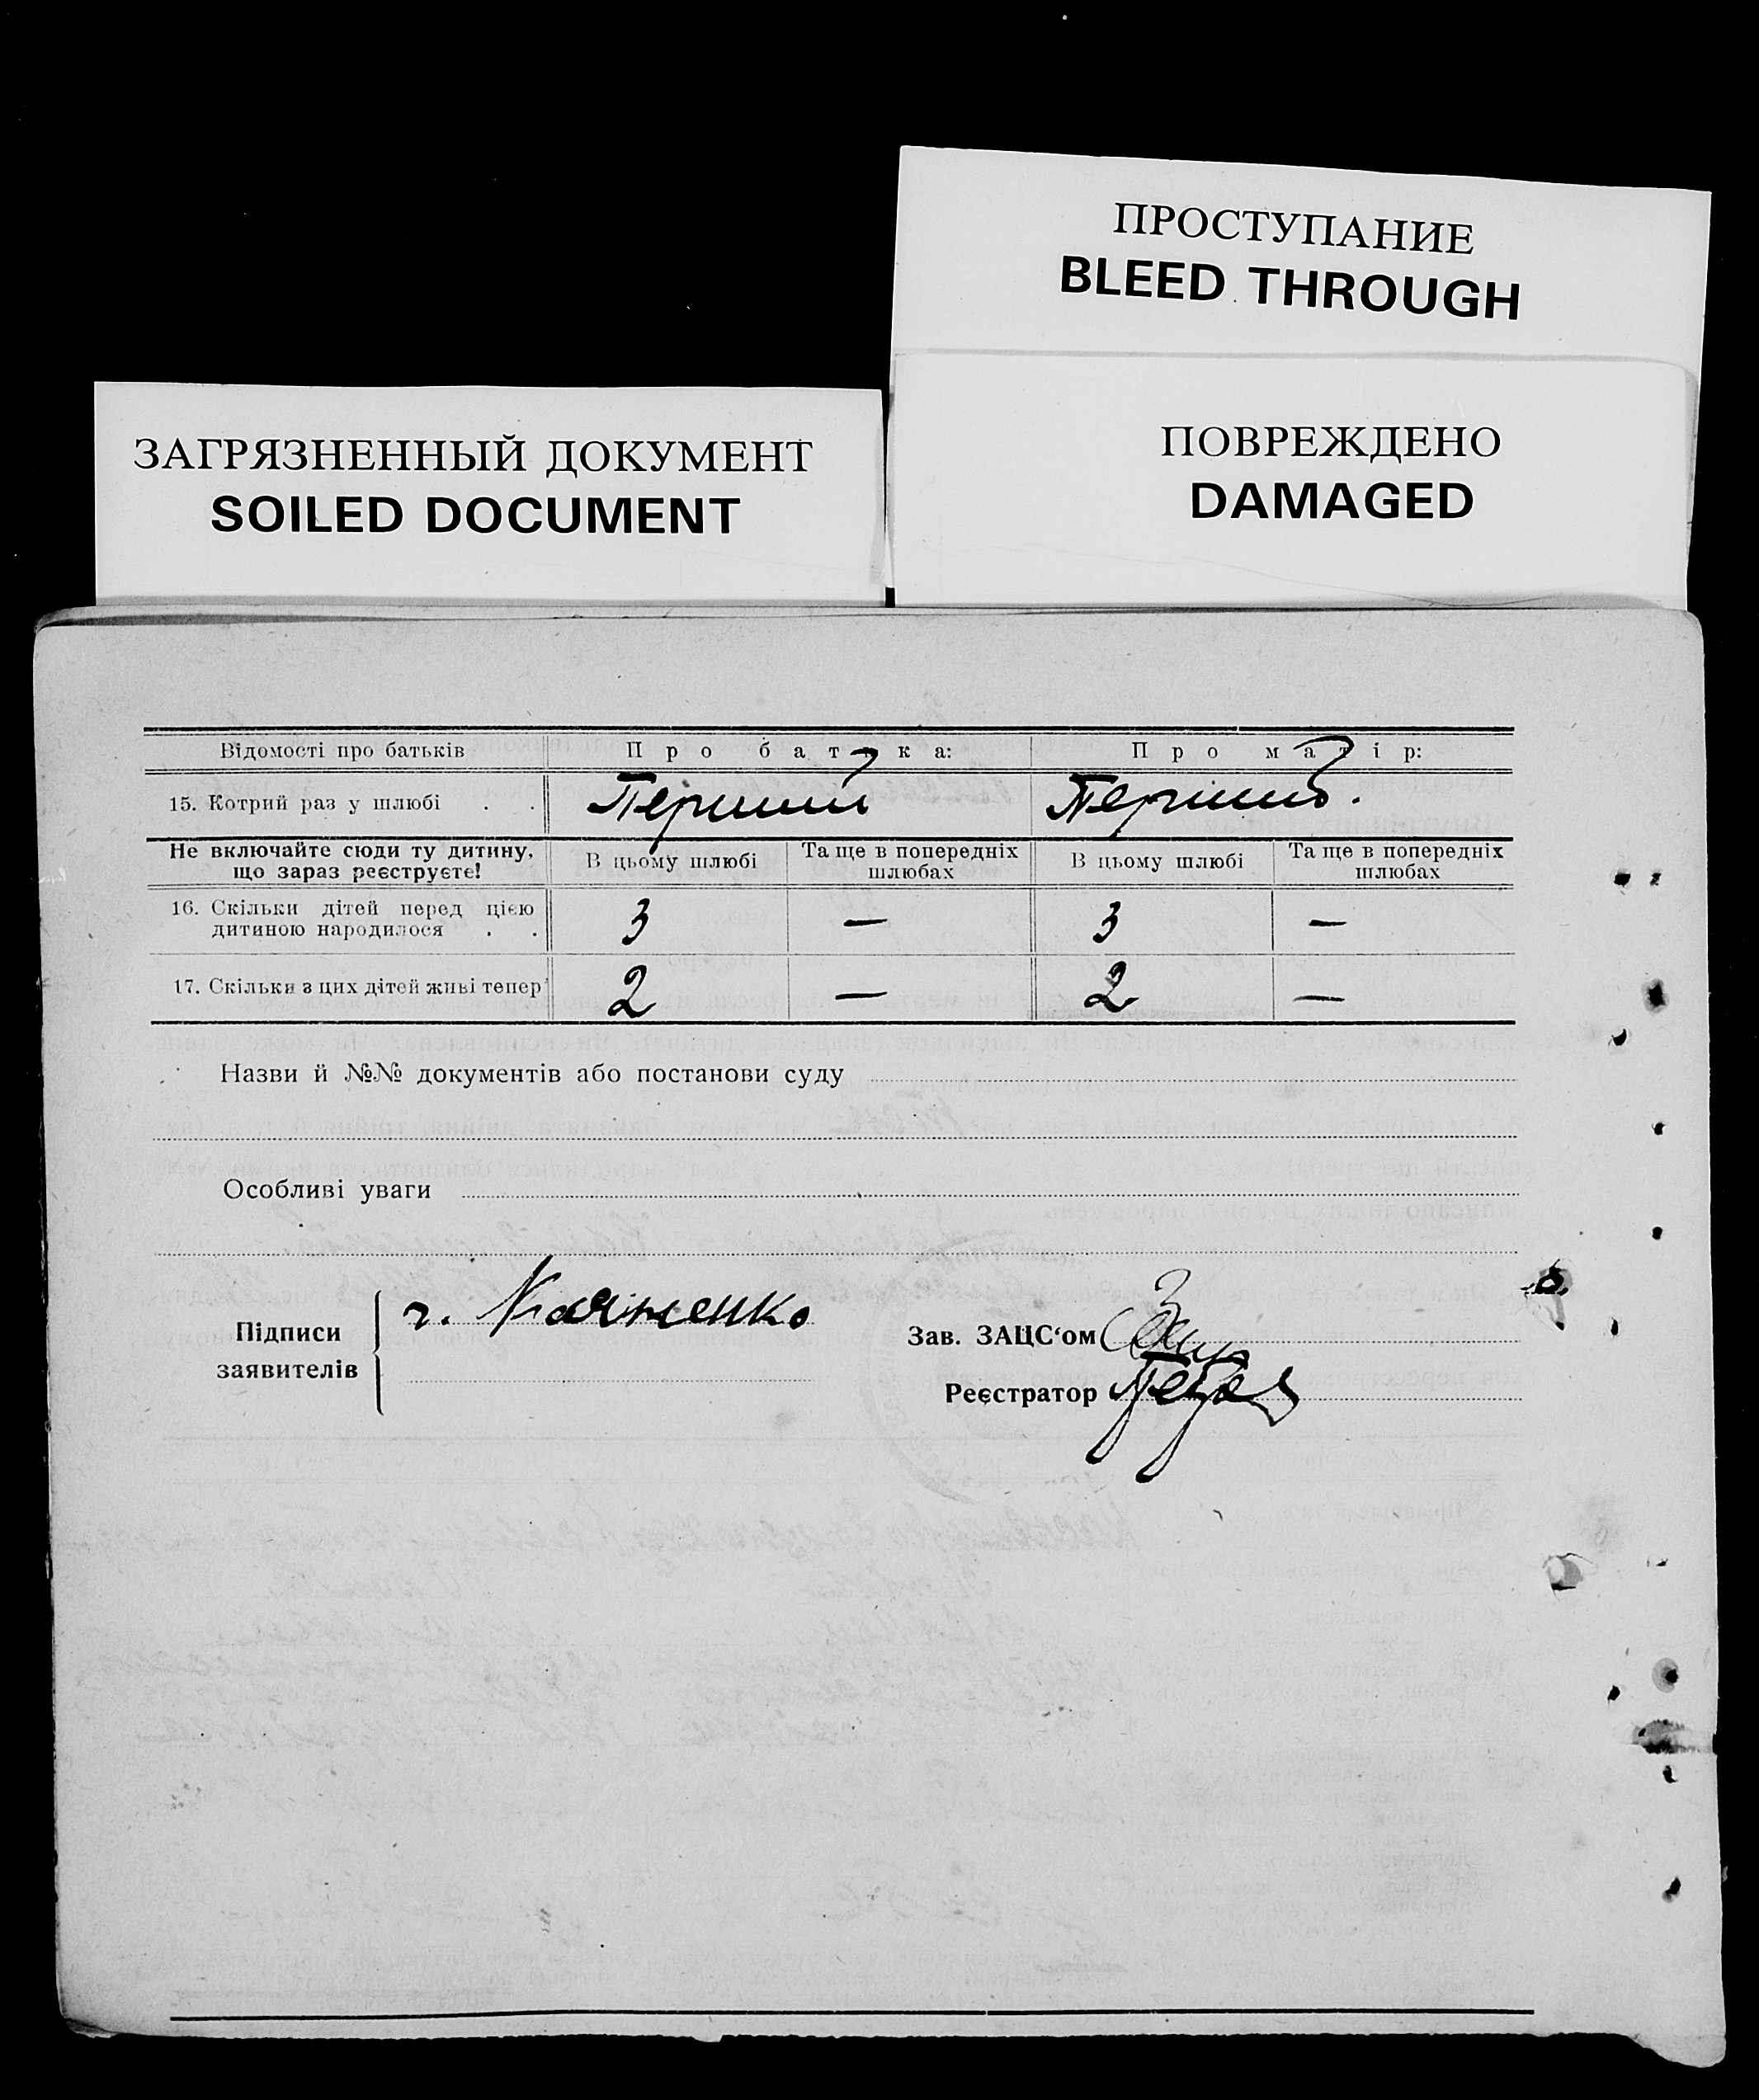 ПРОСТУПАНИЕ
BLEED THROUGH
ЗАГРЯЗНЕННЫЙ ДОКУМЕНТ
SOILED DOCUMENT
ПОВРЕЖДЕНО
DAMAGED
Відомості про батьків Про батька: Про матір:
15. Котрий раз у шлюбі . . Перший Перший.
Не включайте сюди ту дитину, що зараз реєструєте! В цьому шлюбі Та ще в попередніх шлюбах В цьому шлюбі Та ще в попередніх шлюбах
16. Скільки дітей перед цією
дитиною народилося . . 3 — 3 —
17. Скільки з цих дітей живі тепер 2 — 2 —
Назви й №№ документів або постанови суду
Особливі уваги
Підписи
заявителів
г.
Зав. ЗАЦС‘ом
Реєстратор